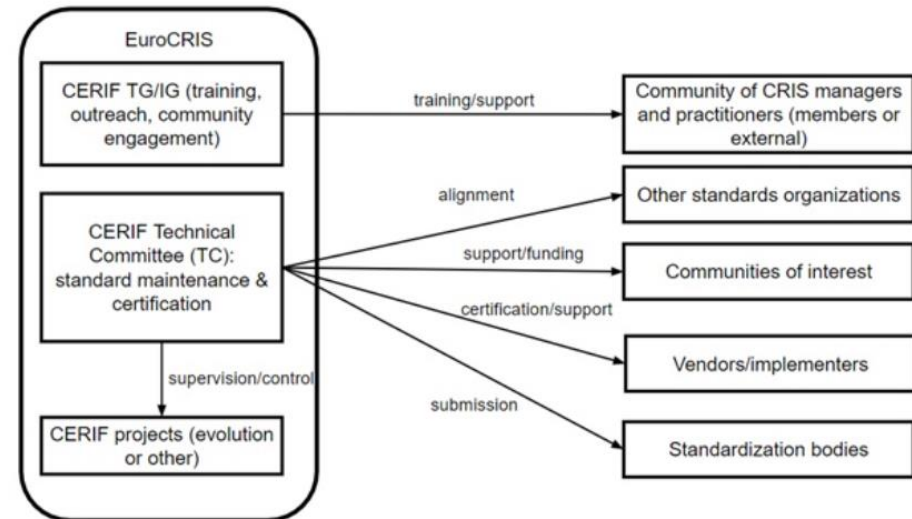 EuroCRIS
CERIF TG/IG (training,
outreach, community
engagement)
training/support
Community of CRIS managers
and practitioners (members or
external)
CERIF Technical
Committee (TC):
standard maintenance &
certification
alignment
Other standards organizations
support/funding
Communities of interest
certification/support
Vendors/implementers
submission
Standardization bodies
supervision/control
CERIF projects (evolution
or other)